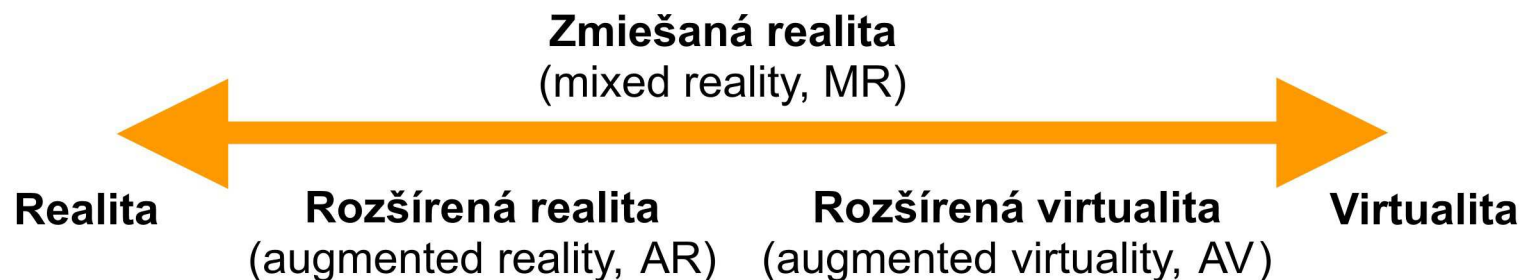 Zmiešaná realita
(mixed reality, MR)
Realita
Rozšírená realita
(augmented reality, AR)
Rozšírená virtualita
(augmented virtuality, AV)
Virtualita